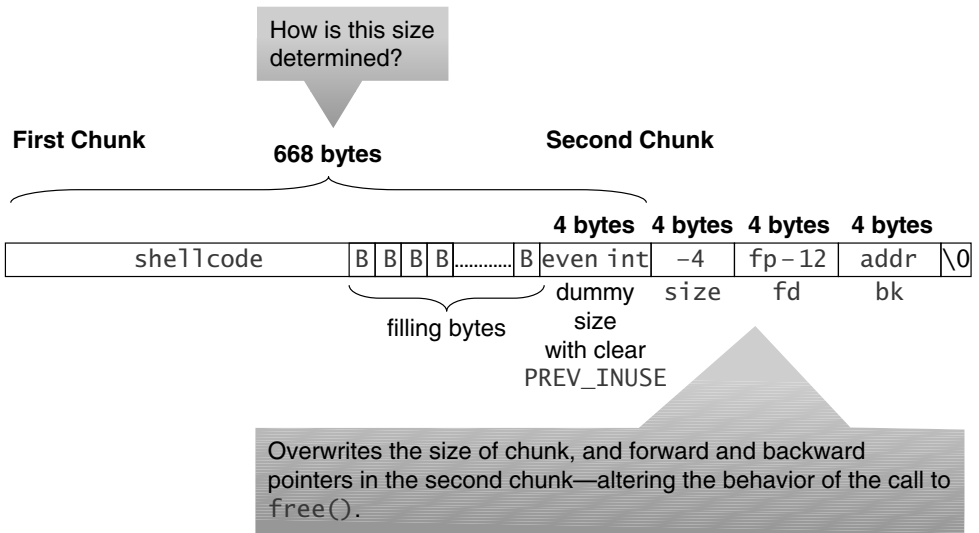 How is this size
determined?
First Chunk
668 bytes
Second Chunk
4 bytes 4 bytes 4 bytes 4 bytes
shellcode B B B B ............ B even int –4 fp–12 addr \0
filling bytes
dummy
size
with clear
PREV_INUSE
size fd bk
Overwrites the size of chunk, and forward and backward
pointers in the second chunk—altering the behavior of the call to
free().